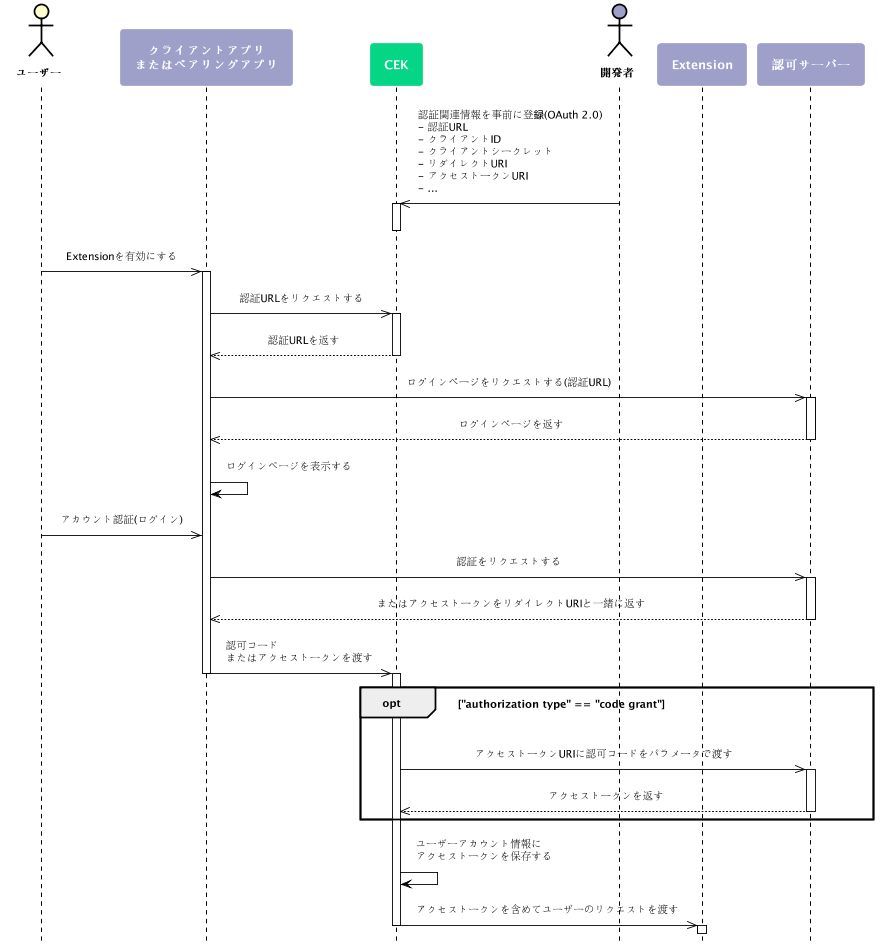 ユーザー
クライアントアプリ
またはペアリングアプリ
CEK
開発者
Extension
認可サーバー
認証関連情報を事前に登録(OAuth 2.0)
– 認証URL
– クライアントID
– クライアントシークレット
– リダイレクトURI
– アクセストークンURI
– ...
Extensionを有効にする
認証URLをリクエストする
認証URLを返す
ログインページをリクエストする(認証URL)
ログインページを返す
ログインページを表示する
アカウント認証(ログイン)
認証をリクエストする
またはアクセストークンをリダイレクトURIと一緒に返す
認可コード
またはアクセストークンを渡す
opt
["authorization type" == "code grant"]
アクセストークンURIに認可コードをパラメータで渡す
アクセストークンを返す
ユーザーアカウント情報に
アクセストークンを保存する
アクセストークンを含めてユーザーのリクエストを渡す